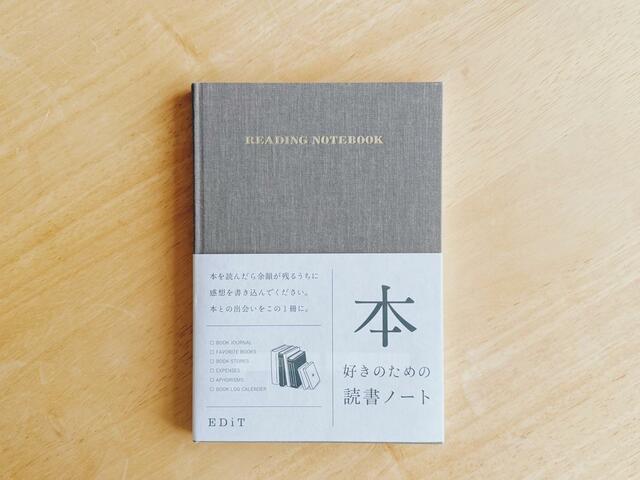 READING NOTEBOOK
本を読んだら余韻が残るうちに
感想を書き込んでください。
本との出会いをこの1冊に。
□ BOOK JOURNAL
□ FAVORITE BOOKS
□ BOOK STORES
□ EXPENSES
□ APHORISMS
□ BOOK LOG CALENDER
EDiT
本
好きのための
読書ノート